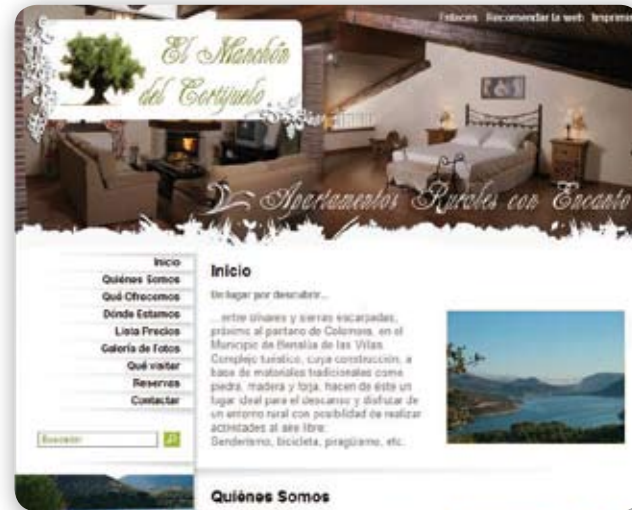 Enlaces Recomendar la web Imprimir
El Manchón
del Cortijuelo
Apartamentos Rurales con Encanto
Inicio
Quiénes Somos
Qué Ofrecemos
Dónde Estamos
Lista Precios
Galería de Fotos
Qué visitar
Reservas
Contactar
Buscador
Inicio
Un lugar por descubrir...
...entre olivares y sierras escarpadas,
próximo al pantano de Colomera, en el
Municipio de Benalúa de las Villas.
Complejo turístico, cuya construcción, a
base de materiales tradicionales como
piedra, madera y forja, hacen de éste un
lugar ideal para el descanso y disfrutar de
un entorno rural con posibilidad de realizar
actividades al aire libre:
Senderismo, bicicleta, piragüismo, etc.
Quiénes Somos